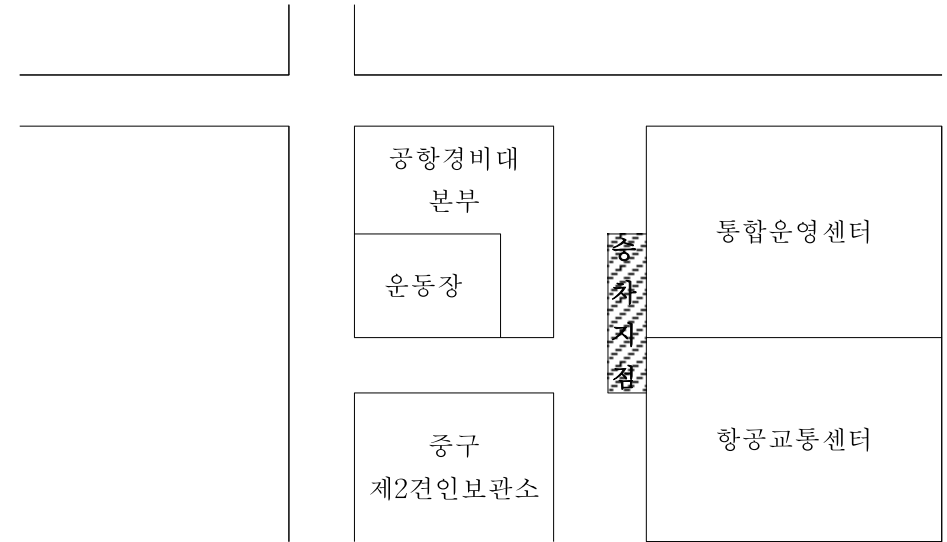 공항경비대
본부
통합운영센터
운동장
승차지점
중구
제2견인보관소
항공교통센터